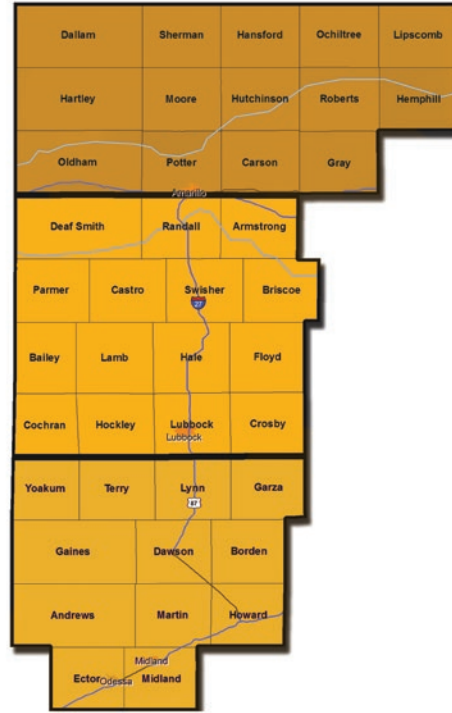 Dallam Sherman Hansford Ochiltree Lipscomb
Hartley Moore Hutchinson Roberts Hemphill
Oldham Potter Carson Gray
Amarillo
Deaf Smith Randall Armstrong
Parmer Castro Swisher Briscoe
27
Bailey Lamb Hale Floyd
Cochran Hockley Lubbock Crosby
Lubbock
Yoakum Terry Lynn Garza
87
Gaines Dawson Borden
Andrews Martin Howard
Midland
Ector Midland
Odessa